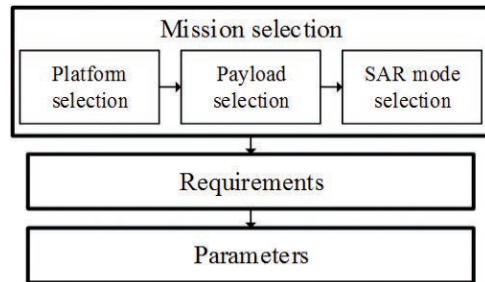 Mission selection
Platform
selection
Payload
selection
SAR mode
selection
Requirements
Parameters